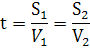 t = S₁/V₁ = S₂/V₂